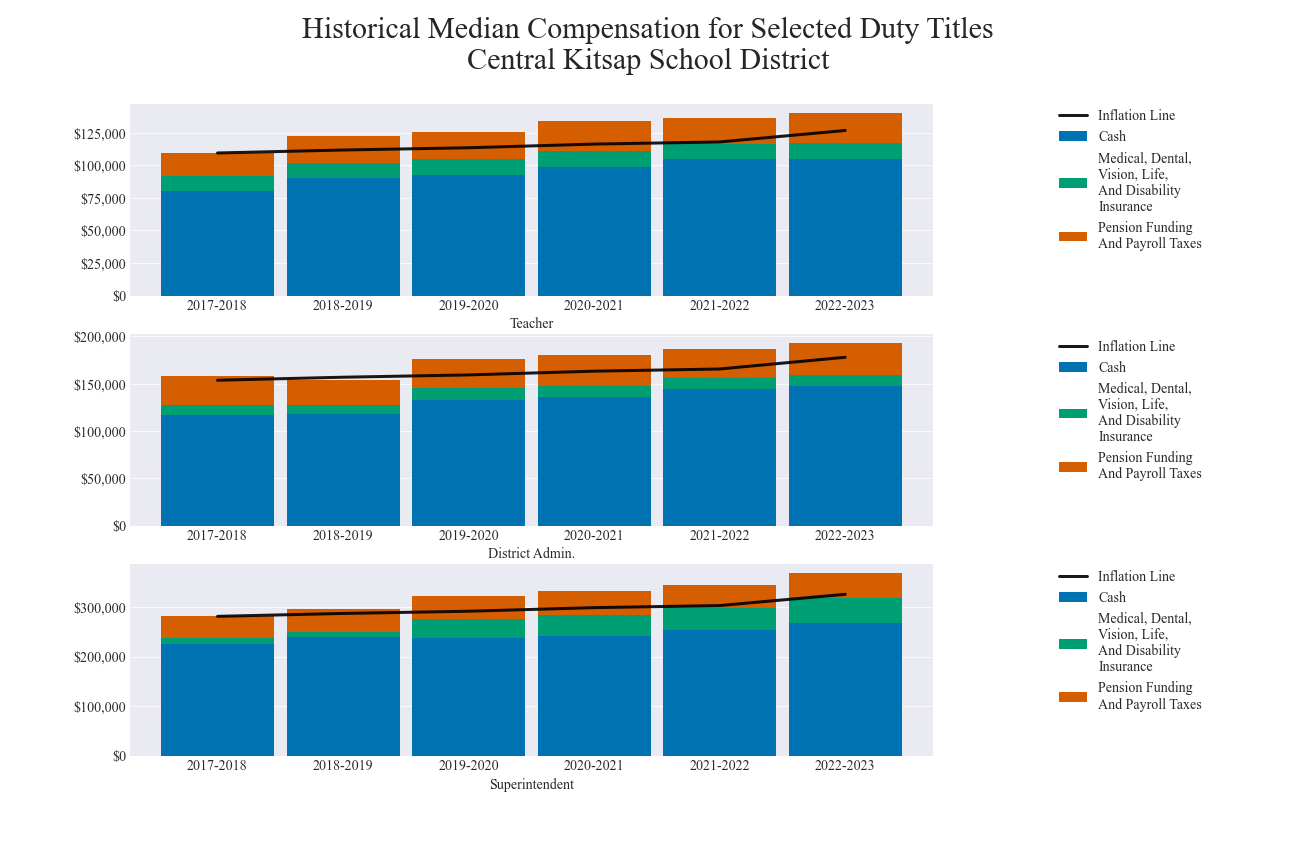 Historical Median Compensation for Selected Duty Titles
Central Kitsap School District
$125,000
$100,000
$75,000
$50,000
$25,000
$0
2017-2018 2018-2019 2019-2020 2020-2021 2021-2022 2022-2023
Teacher
Inflation Line
Cash
Medical, Dental,
Vision, Life,
And Disability
Insurance
Pension Funding
And Payroll Taxes
$200,000
$150,000
$100,000
$50,000
$0
2017-2018 2018-2019 2019-2020 2020-2021 2021-2022 2022-2023
District Admin.
Inflation Line
Cash
Medical, Dental,
Vision, Life,
And Disability
Insurance
Pension Funding
And Payroll Taxes
$300,000
$200,000
$100,000
$0
2017-2018 2018-2019 2019-2020 2020-2021 2021-2022 2022-2023
Superintendent
Inflation Line
Cash
Medical, Dental,
Vision, Life,
And Disability
Insurance
Pension Funding
And Payroll Taxes